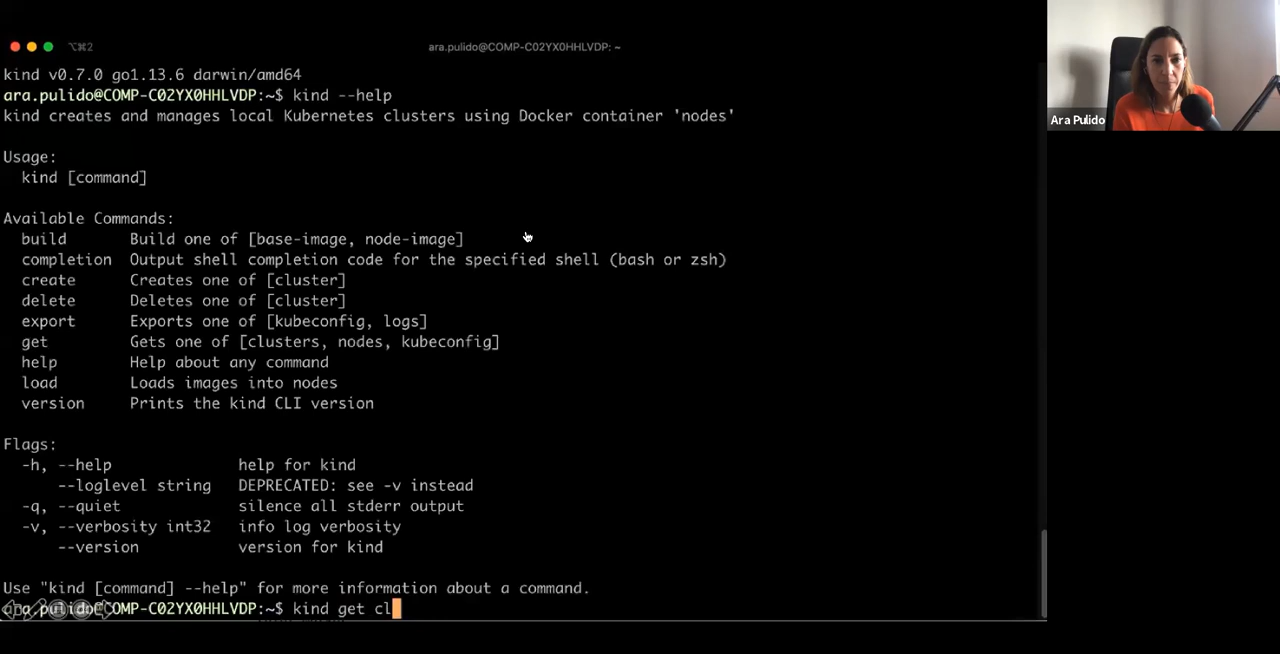 ⌥⌘2
ara.pulido@COMP-C02YX0HHLVDP: ~
kind v0.7.0 go1.13.6 darwin/amd64
ara.pulido@COMP-C02YX0HHLVDP:~$ kind --help
kind creates and manages local Kubernetes clusters using Docker container 'nodes'
Usage:
kind [command]
Available Commands:
build Build one of [base-image, node-image]
completion Output shell completion code for the specified shell (bash or zsh)
create Creates one of [cluster]
delete Deletes one of [cluster]
export Exports one of [kubeconfig, logs]
get Gets one of [clusters, nodes, kubeconfig]
help Help about any command
load Loads images into nodes
version Prints the kind CLI version
Flags:
-h, --help help for kind
--loglevel string DEPRECATED: see -v instead
-q, --quiet silence all stderr output
-v, --verbosity int32 info log verbosity
--version version for kind
Use "kind [command] --help" for more information about a command.
ara.pulido@COMP-C02YX0HHLVDP:~$ kind get cl
Ara Pulido